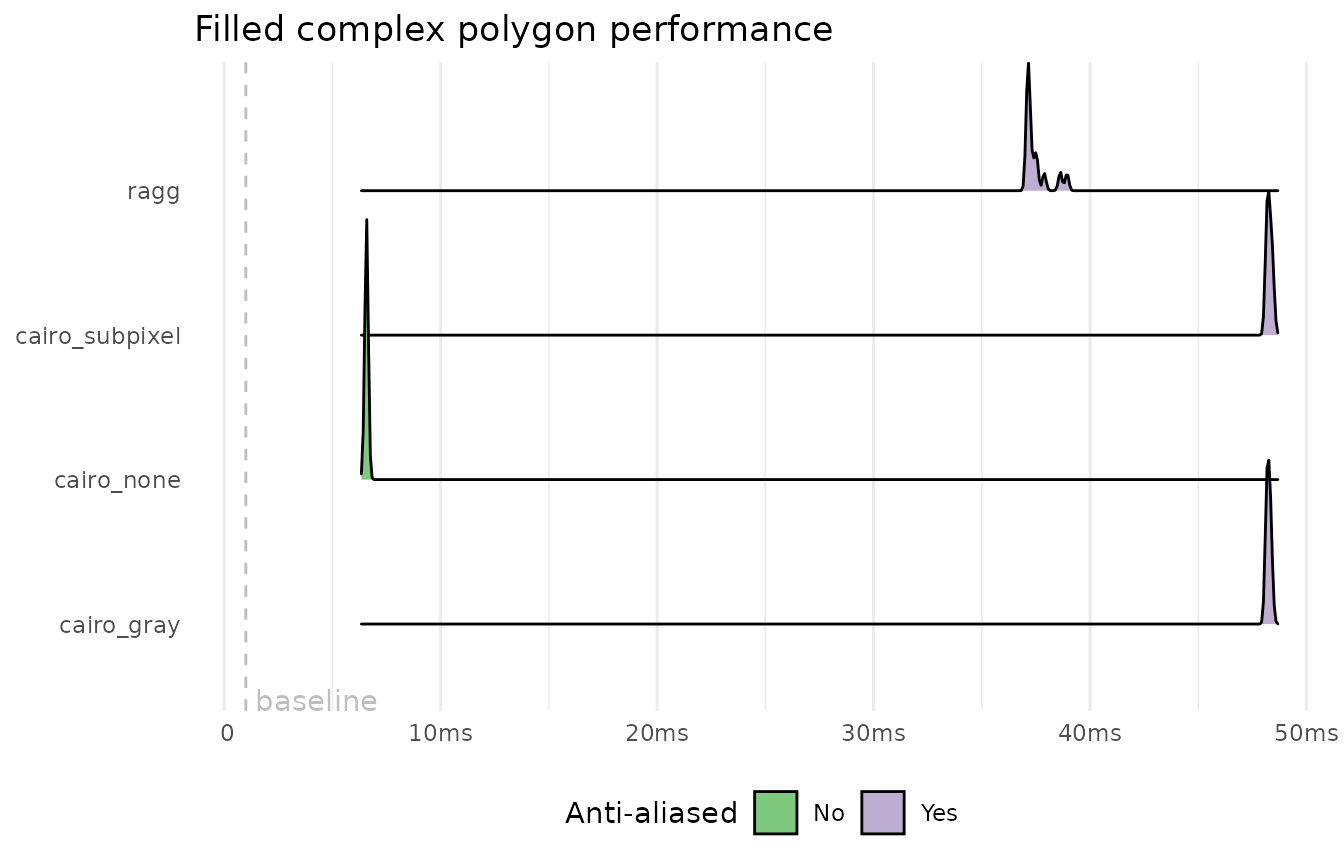 Filled complex polygon performance
ragg
cairo_subpixel
cairo_none
cairo_gray
baseline
0 10ms 20ms 30ms 40ms 50ms
Anti-aliased No Yes